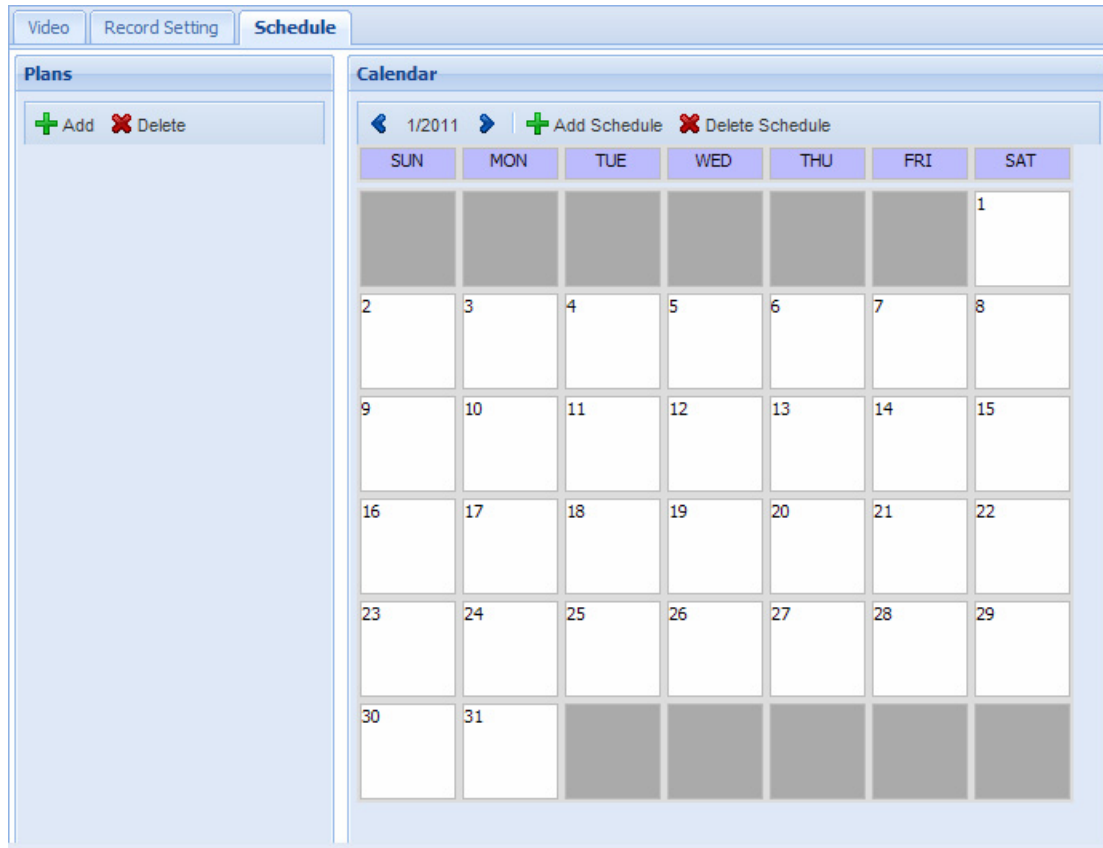 Video Record Setting Schedule
Plans
Add Delete
Calendar
1/2011 Add Schedule Delete Schedule
SUN MON TUE WED THU FRI SAT
1
2 3 4 5 6 7 8
9 10 11 12 13 14 15
16 17 18 19 20 21 22
23 24 25 26 27 28 29
30 31